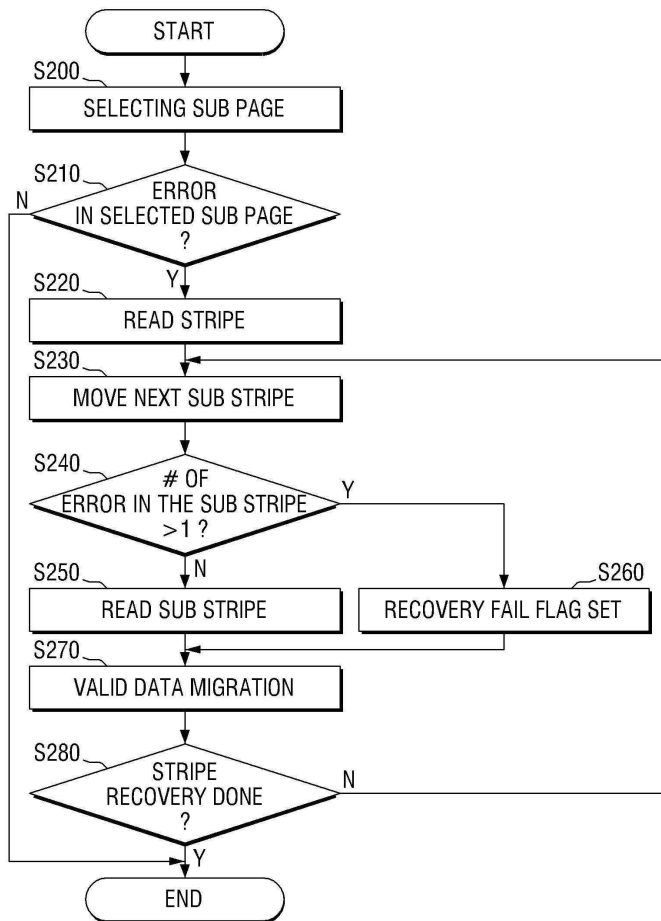 START
S200
SELECTING SUB PAGE
S210
ERROR
IN SELECTED SUB PAGE
?
N
Y
S220
READ STRIPE
S230
MOVE NEXT SUB STRIPE
S240
# OF
ERROR IN THE SUB STRIPE
>1 ?
Y
N
S250
READ SUB STRIPE
S260
RECOVERY FAIL FLAG SET
S270
VALID DATA MIGRATION
S280
STRIPE
RECOVERY DONE
?
N
Y
END